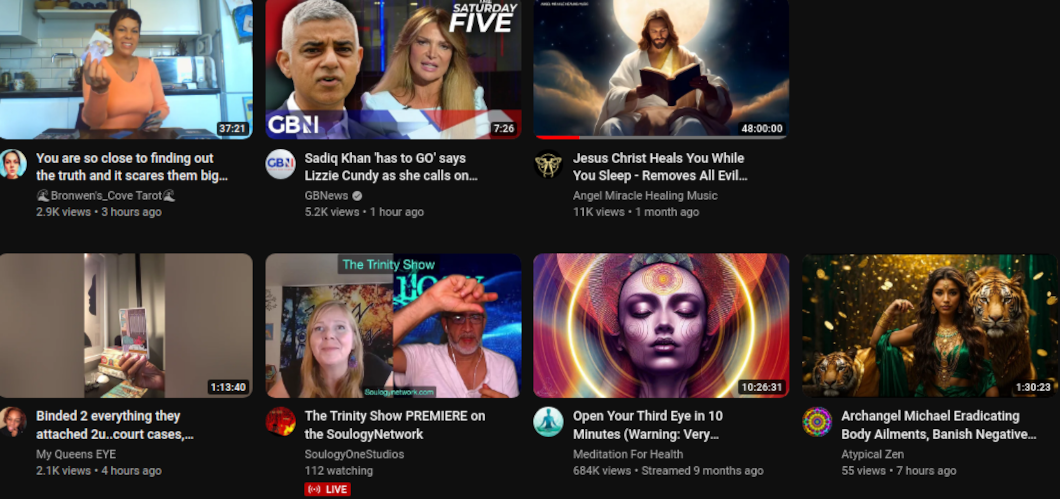 THE SATURDAY
FIVE
GBN
37:21
7:26
48:00:00
You are so close to finding out
the truth and it scares them big...
🌊Bronwen's_Cove Tarot🌊
2.9K views • 3 hours ago
Sadiq Khan 'has to GO' says
Lizzie Cundy as she calls on...
GBN
GBNews
5.2K views • 1 hour ago
Jesus Christ Heals You While
You Sleep - Removes All Evil...
Angel Miracle Healing Music
11K views • 1 month ago
The Trinity Show
Soulogynetwork.com
1:13:40
10:26:31
1:30:23
Binded 2 everything they
attached 2u..court cases,...
My Queens EYE
2.1K views • 4 hours ago
The Trinity Show PREMIERE on
the SoulogyNetwork
SoulogyOneStudios
112 watching
LIVE
Open Your Third Eye in 10
Minutes (Warning: Very...
Meditation For Health
684K views • Streamed 9 months ago
Archangel Michael Eradicating
Body Ailments, Banish Negative...
Atypical Zen
55 views • 7 hours ago